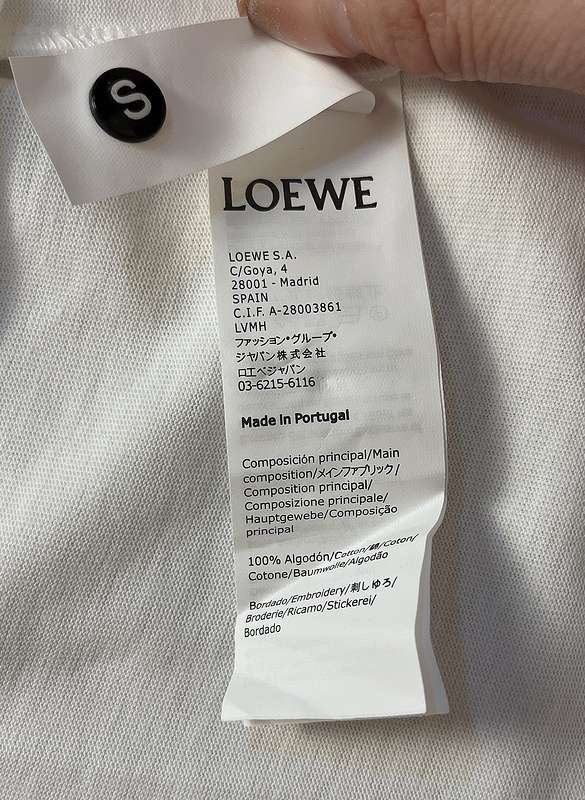 S
LOEWE
LOEWE S.A.
C/Goya, 4
28001 - Madrid
SPAIN
C.I.F. A-28003861
LVMH
ファッション・グループ・
ジャパン株式会社
ロエベジャパン
03-6215-6116
Made in Portugal
Composición principal/Main
composition/メインファブリック/
Composition principal/
Composizione principale/
Hauptgewebe/Composição
principal
100% Algodón/Cotton/綿/Coton/
Cotone/Baumwolle/Algodão
Bordado/Embroidery/刺しゅろ/
Broderie/Ricamo/Stickerei/
Bordado